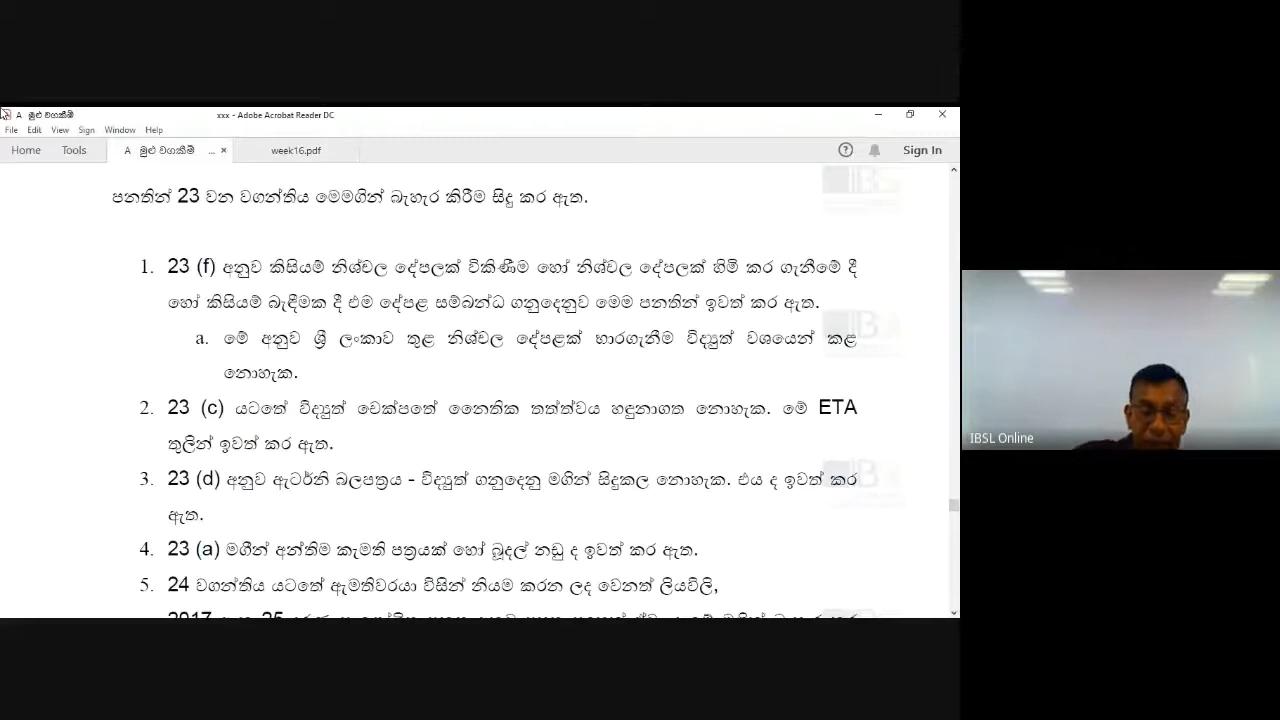 A මුළු වගකීම්
xxx - Adobe Acrobat Reader DC
File Edit View Sign Window Help
Home Tools A මුළු වගකීම් ... × week16.pdf Sign In
පනතින් 23 වන වගන්තිය මෙමගින් බැහැර කිරීම සිදු කර ඇත.
1. 23 (f) අනුව කිසියම් නිශ්චල දේපලක් විකිණීම හෝ නිශ්චල දේපලක් හිමි කර ගැනීමේ දී
හෝ කිසියම් බැඳීමක දී එම දේපළ සම්බන්ධ ගනුදෙනුව මෙම පනතින් ඉවත් කර ඇත.
a. මේ අනුව ශ්‍රී ලංකාව තුළ නිශ්චල දේපළක් භාරගැනීම විද්‍යුත් වශයෙන් කළ
නොහැක.
2. 23 (c) යටතේ විද්‍යුත් චෙක්පතේ නෛතික තත්ත්වය හඳුනාගත නොහැක. මේ ETA
තුලින් ඉවත් කර ඇත.
3. 23 (d) අනුව ඇටර්නි බලපත්‍රය - විද්‍යුත් ගනුදෙනු මගින් සිදුකල නොහැක. එය ද ඉවත් කර
ඇත.
4. 23 (a) මගීන් අන්තිම කැමති පත්‍රයක් හෝ බූදල් නඩු ද ඉවත් කර ඇත.
5. 24 වගන්තිය යටතේ ඇමතිවරයා විසින් නියම කරන ලද වෙනත් ලියවිලි,
IBSL Online